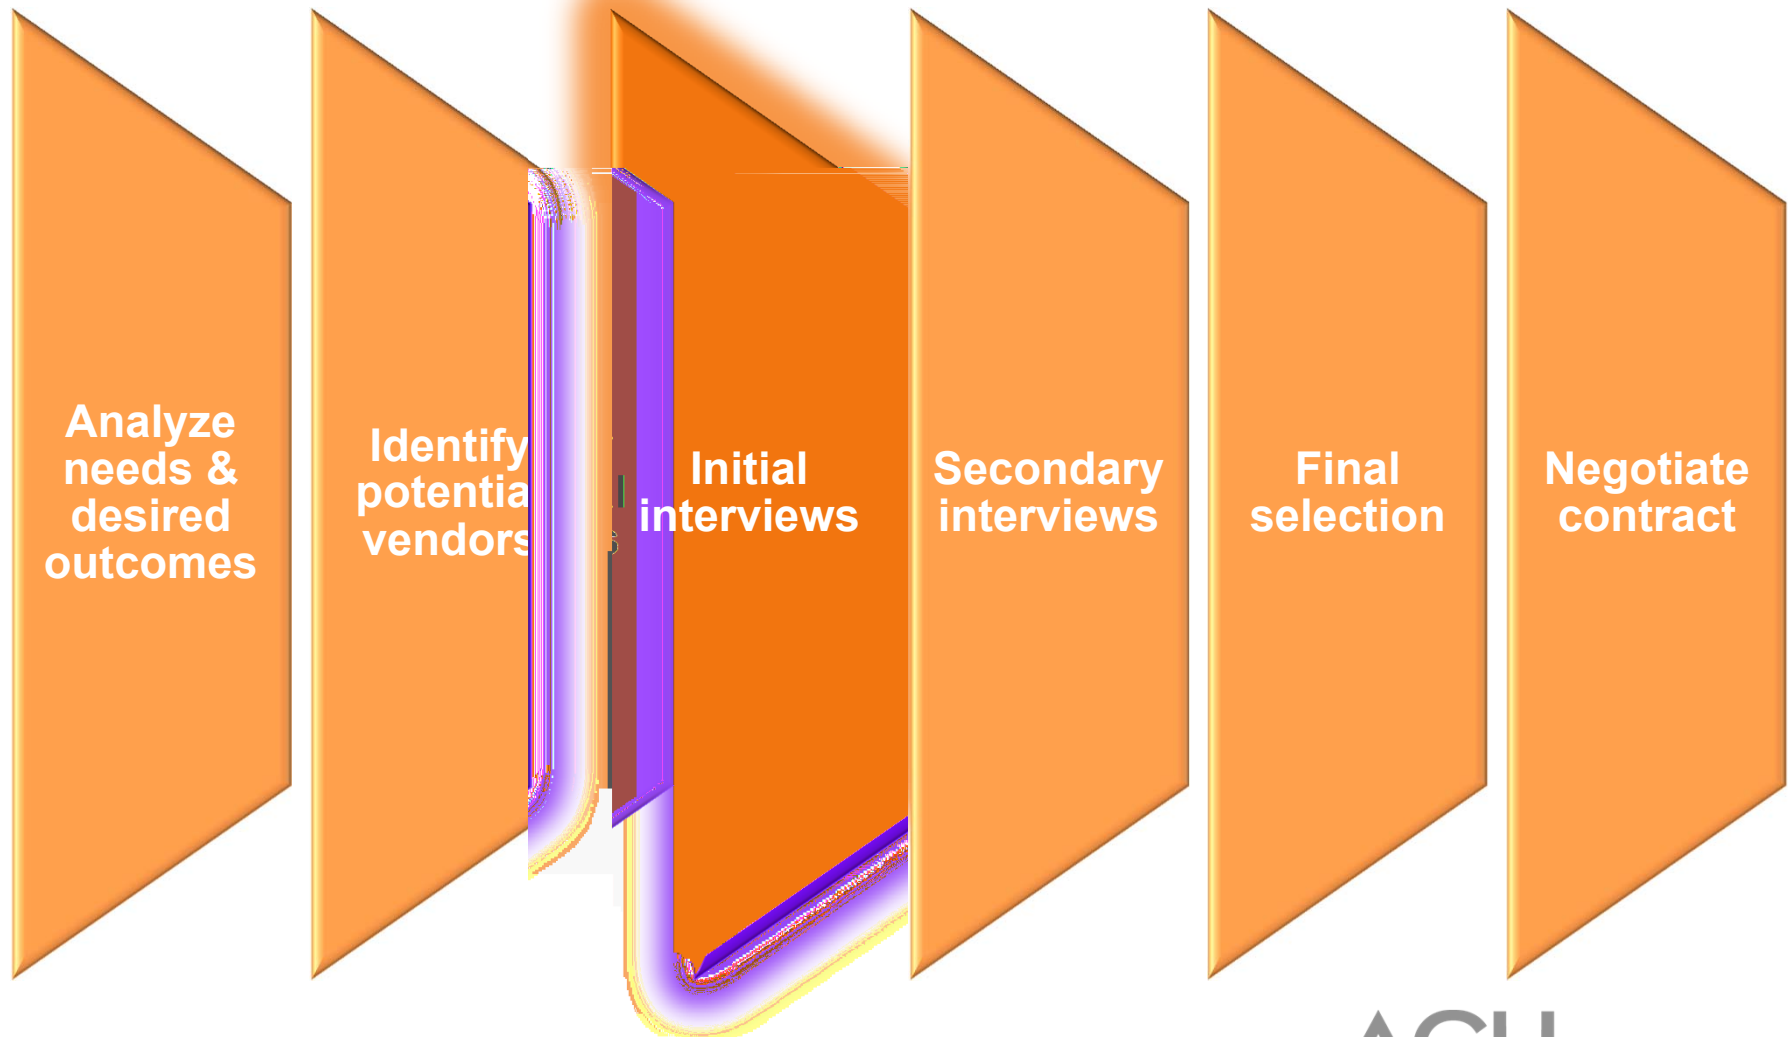 Analyze
needs &
desired
outcomes
Identify
potentia
vendors
Initial
interviews
Secondary
interviews
Final
selection
Negotiate
contract